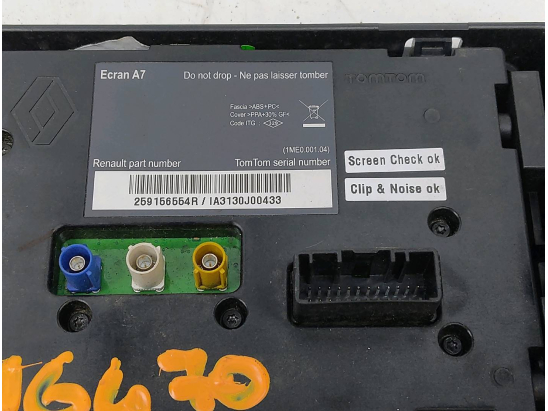 Ecran A7
Do not drop - Ne pas laisser tomber
TOMTOM
Fascia >ABS+PC<
Cover >PPA+30% GF<
Code ITG
(1ME0.001.04)
Renault part number
TomTom serial number
259156554R / IA3130J00433
Screen Check ok
Clip & Noise ok
16470